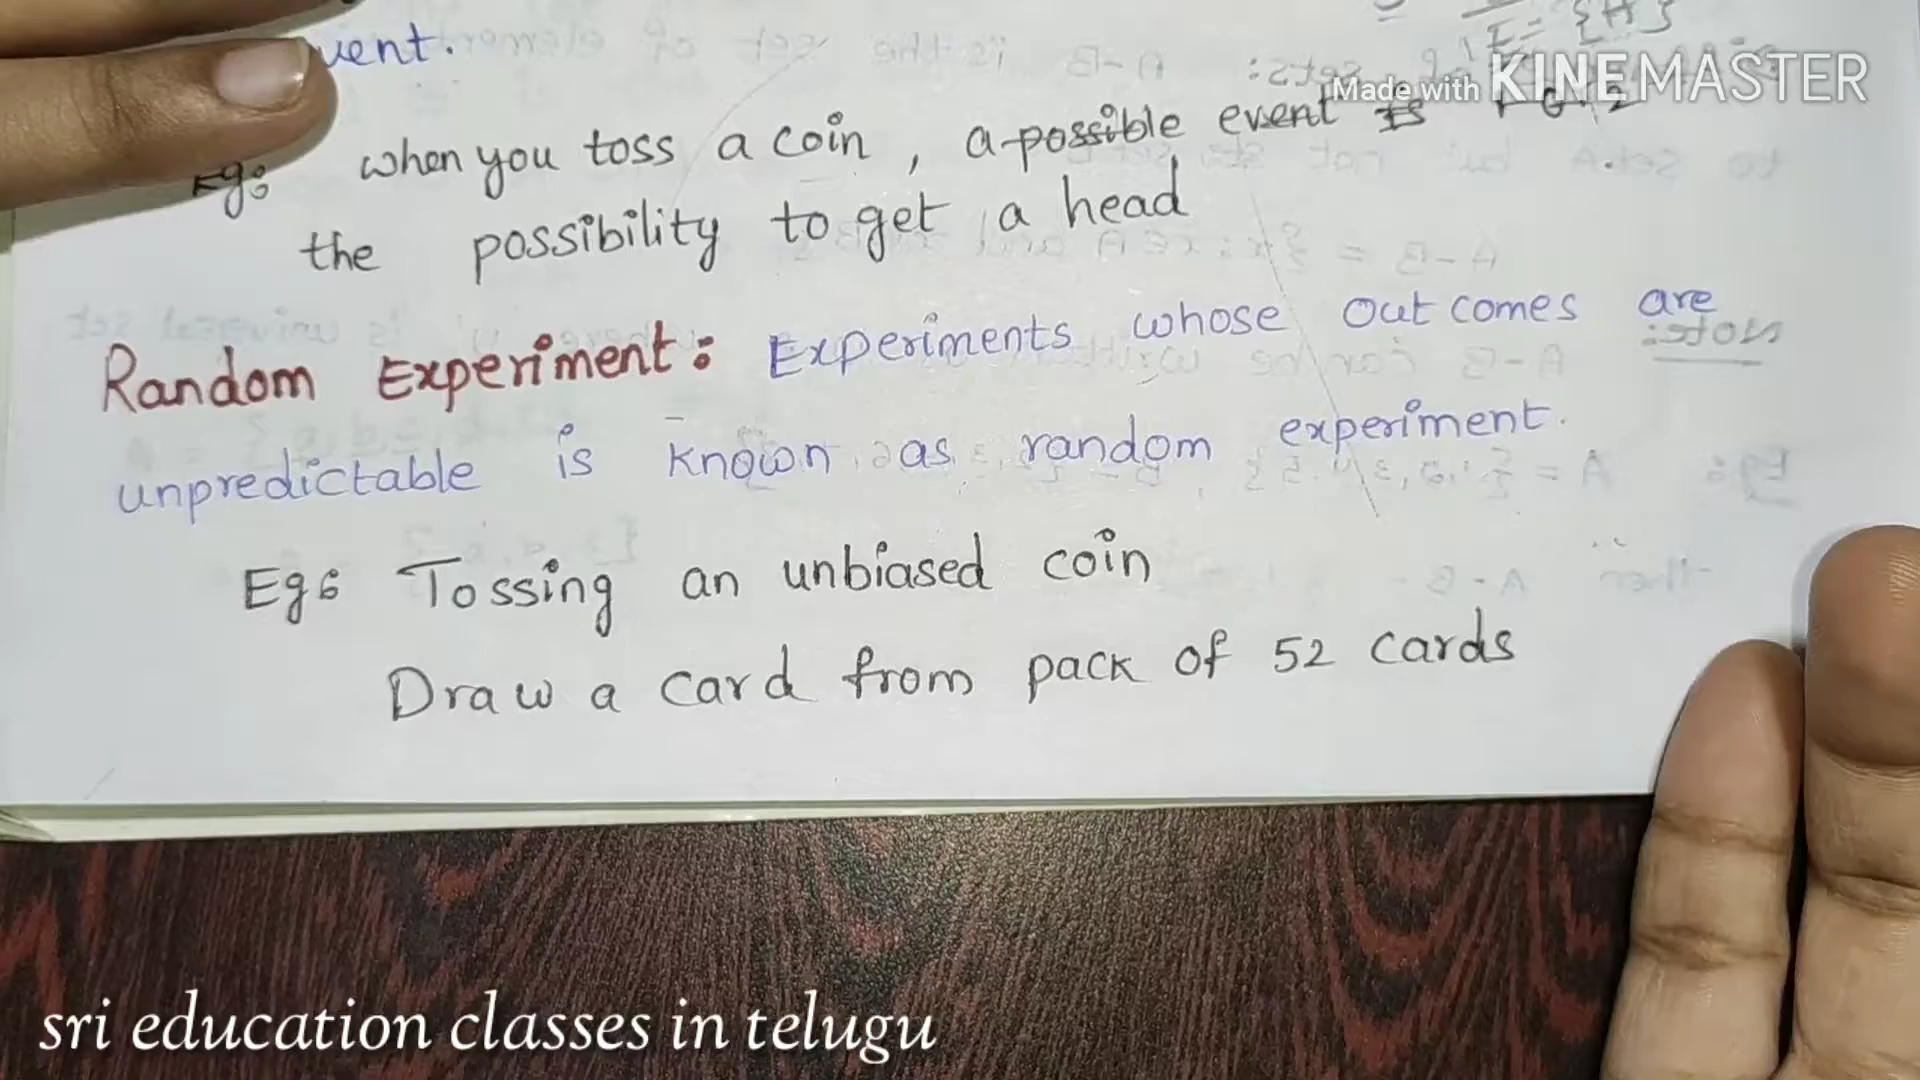 E = {H}
event.
Made with KINEMASTER
Eg: when you toss a coin, a possible event is
the possibility to get a head
Random Experiment: Experiments whose outcomes are
unpredictable is known as random experiment.
Eg: Tossing an unbiased coin
Draw a card from pack of 52 cards
sri education classes in telugu